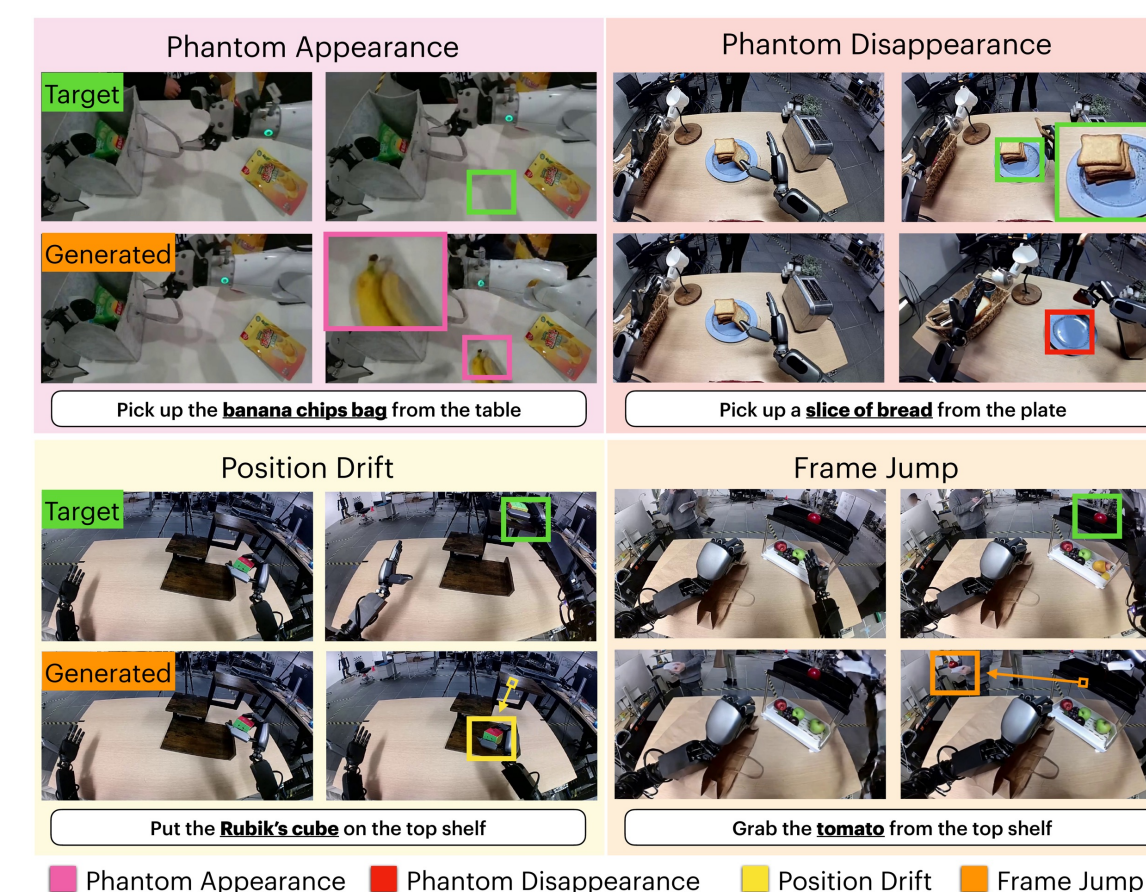 Phantom Appearance
Target
Generated
Pick up the banana chips bag from the table
Phantom Disappearance
Pick up a slice of bread from the plate
Position Drift
Target
Generated
Put the Rubik's cube on the top shelf
Frame Jump
Grab the tomato from the top shelf
Phantom Appearance
Phantom Disappearance
Position Drift
Frame Jump